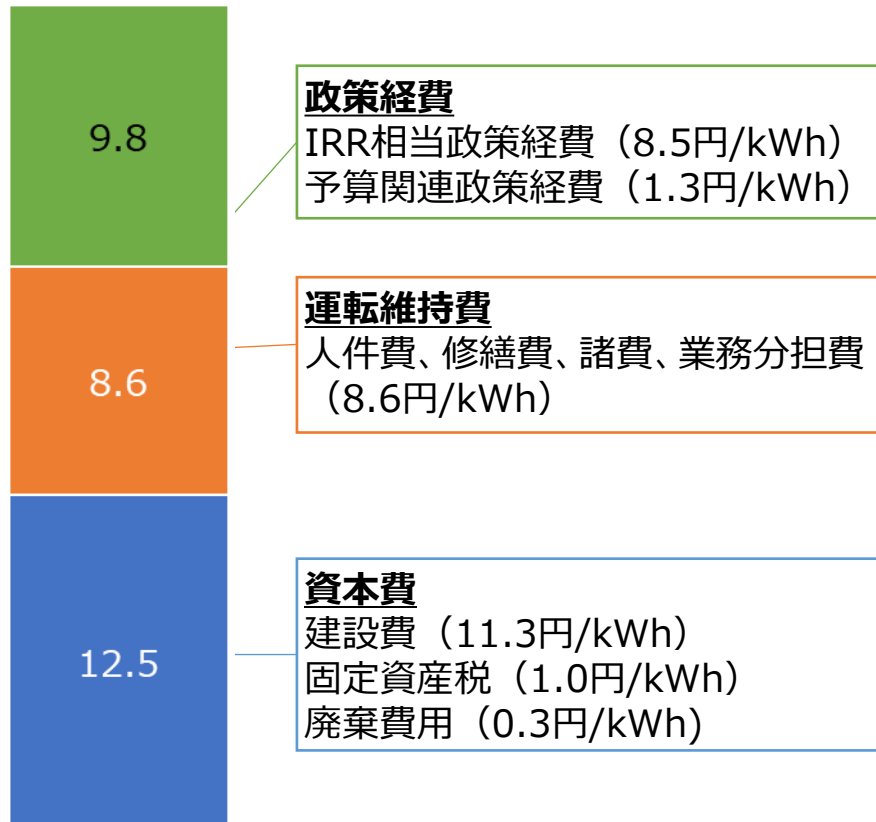 9.8
政策経費
IRR相当政策経費（8.5円/kWh）
予算関連政策経費（1.3円/kWh）
8.6
運転維持費
人件費、修繕費、諸費、業務分担費
（8.6円/kWh）
12.5
資本費
建設費（11.3円/kWh）
固定資産税（1.0円/kWh）
廃棄費用（0.3円/kWh)